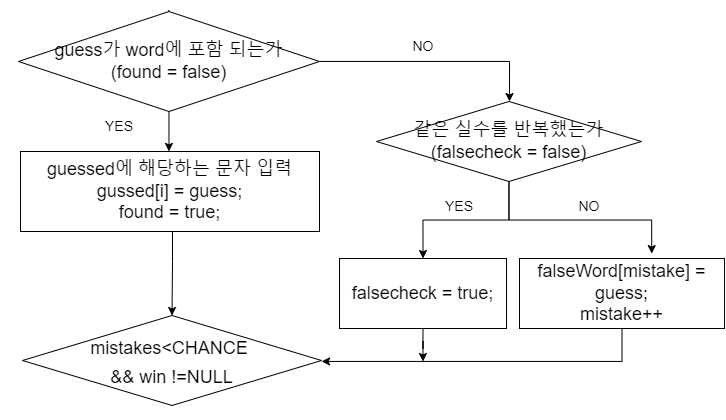 guess가 word에 포함 되는가
(found = false)
NO
같은 실수를 반복했는가
(falsecheck = false)
YES
guessed에 해당하는 문자 입력
gussed[i] = guess;
found = true;
YES
NO
falsecheck = true;
falseWord[mistake] =
guess;
mistake++
mistakes<CHANCE
&& win !=NULL